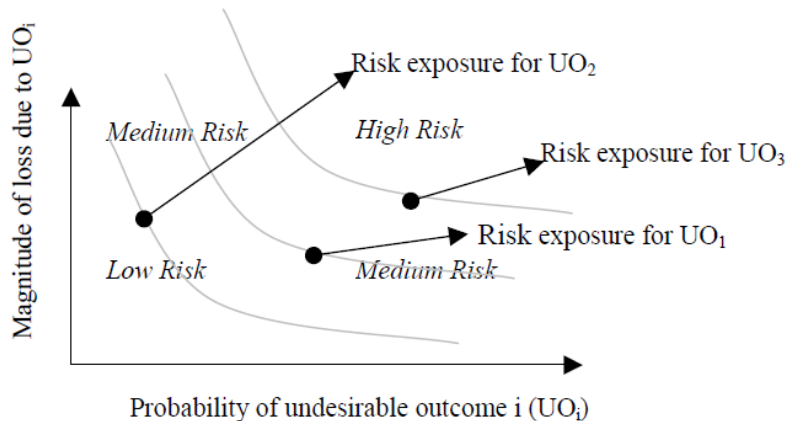 Risk exposure for UO₂
Medium Risk
High Risk
Risk exposure for UO₃
Risk exposure for UO₁
Low Risk
Medium Risk
Magnitude of loss due to UOᵢ
Probability of undesirable outcome i (UOᵢ)